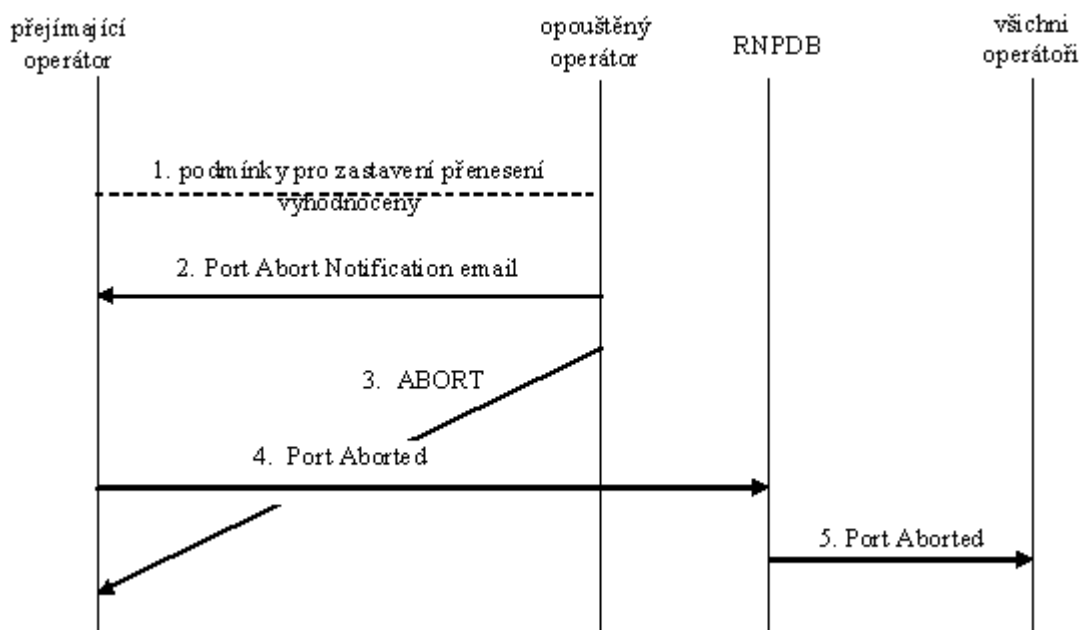 přejímající
operátor
opouštěný
operátor
RNPDB
všichni
operátoři
1. podmínky pro zastavení přenesení
vyhodnoceny
2. Port Abort Notification email
3. ABORT
4. Port Aborted
5. Port Aborted